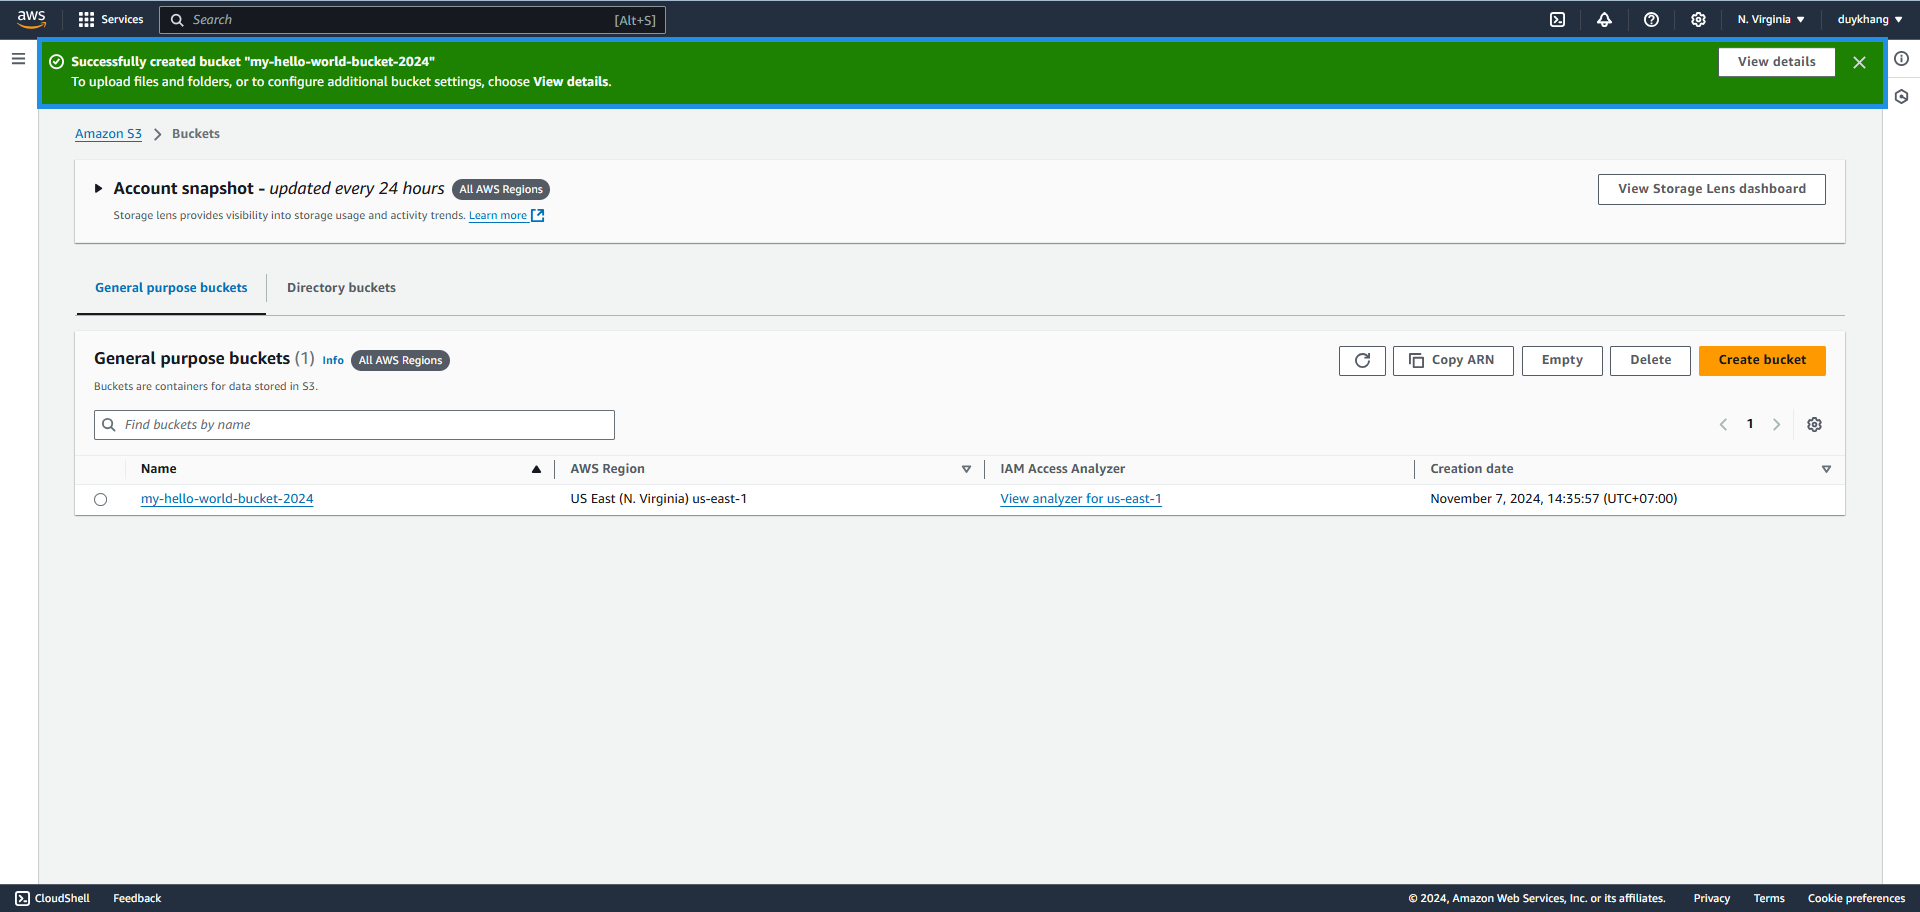 aws Services Search [Alt+S] N. Virginia duykhang
Successfully created bucket "my-hello-world-bucket-2024"
To upload files and folders, or to configure additional bucket settings, choose View details.
View details
Amazon S3 Buckets
Account snapshot - updated every 24 hours All AWS Regions
Storage lens provides visibility into storage usage and activity trends. Learn more
View Storage Lens dashboard
General purpose buckets Directory buckets
General purpose buckets (1) Info All AWS Regions
Buckets are containers for data stored in S3.
Copy ARN Empty Delete Create bucket
Find buckets by name
1
Name AWS Region IAM Access Analyzer Creation date
my-hello-world-bucket-2024 US East (N. Virginia) us-east-1 View analyzer for us-east-1 November 7, 2024, 14:35:57 (UTC+07:00)
CloudShell Feedback © 2024, Amazon Web Services, Inc. or its affiliates. Privacy Terms Cookie preferences